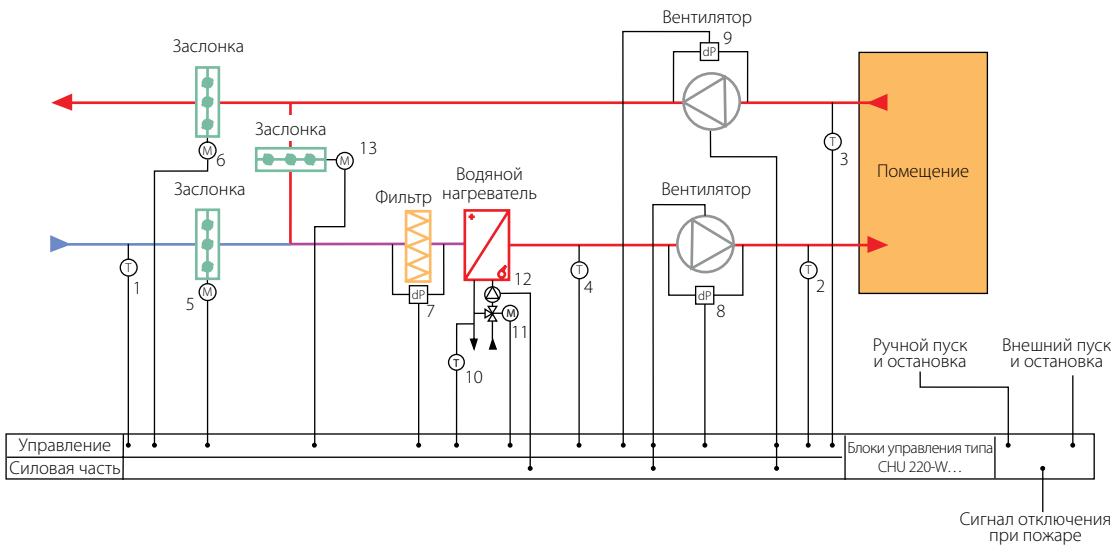 Вентилятор
9
dP
Заслонка
M
6
Заслонка
M
13
T
3
Помещение
Заслонка
Фильтр
Водяной
нагреватель
Вентилятор
T
1
M
5
dP
7
12
M
11
T
10
T
4
dP
8
T
2
Ручной пуск
и остановка
Внешний пуск
и остановка
Управление
Силовая часть
Блоки управления типа
CHU 220-W...
Сигнал отключения
при пожаре